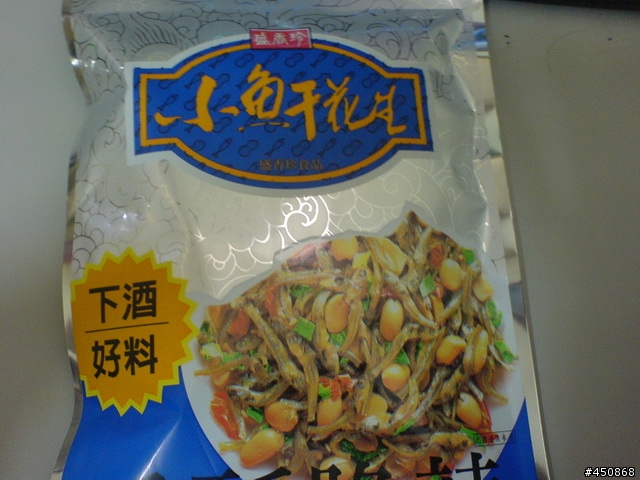 盛香珍
小魚干花生
盛香珍食品
下酒
好料
#450868